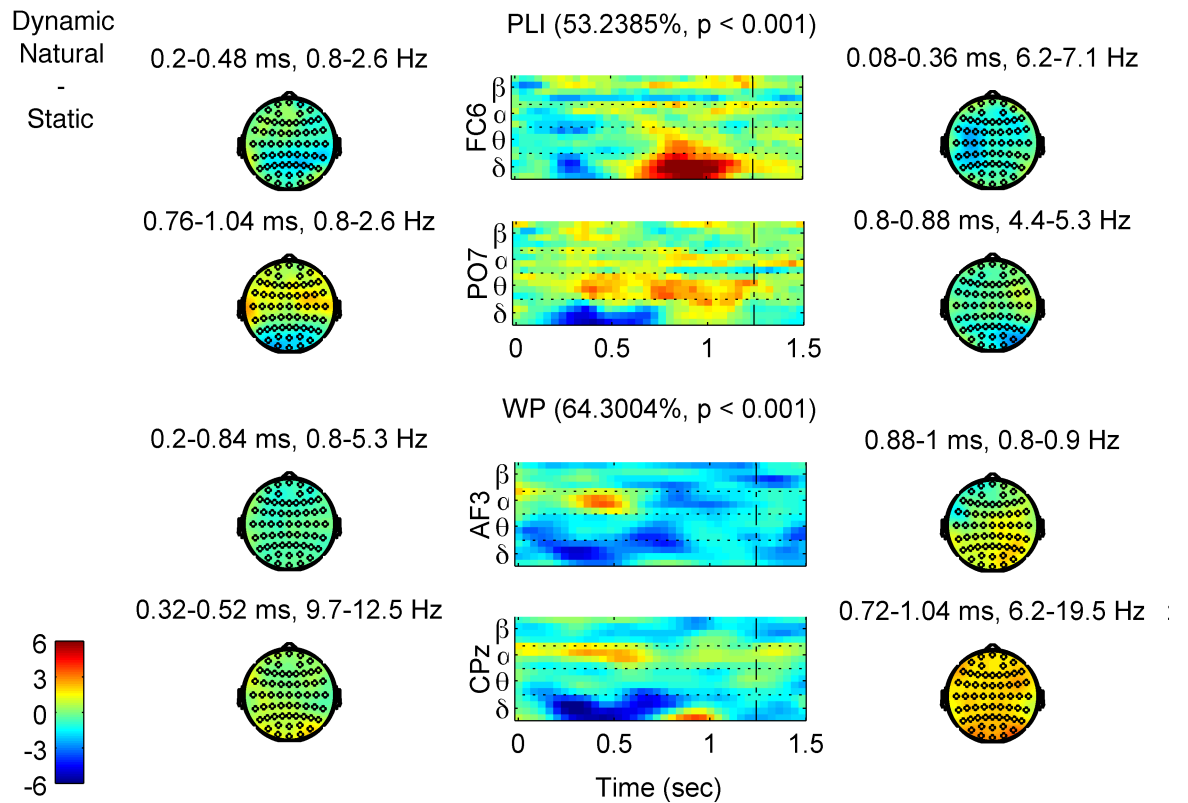 Dynamic
Natural
-
Static
PLI (53.2385%, p < 0.001)
0.2-0.48 ms, 0.8-2.6 Hz
0.08-0.36 ms, 6.2-7.1 Hz
FC6
β
α
θ
δ
0.76-1.04 ms, 0.8-2.6 Hz
0.8-0.88 ms, 4.4-5.3 Hz
PO7
β
α
θ
δ
0 0.5 1 1.5
WP (64.3004%, p < 0.001)
0.2-0.84 ms, 0.8-5.3 Hz
0.88-1 ms, 0.8-0.9 Hz
AF3
β
α
θ
δ
0.32-0.52 ms, 9.7-12.5 Hz
0.72-1.04 ms, 6.2-19.5 Hz
CPz
β
α
θ
δ
0 0.5 1 1.5
Time (sec)
6
3
0
-3
-6